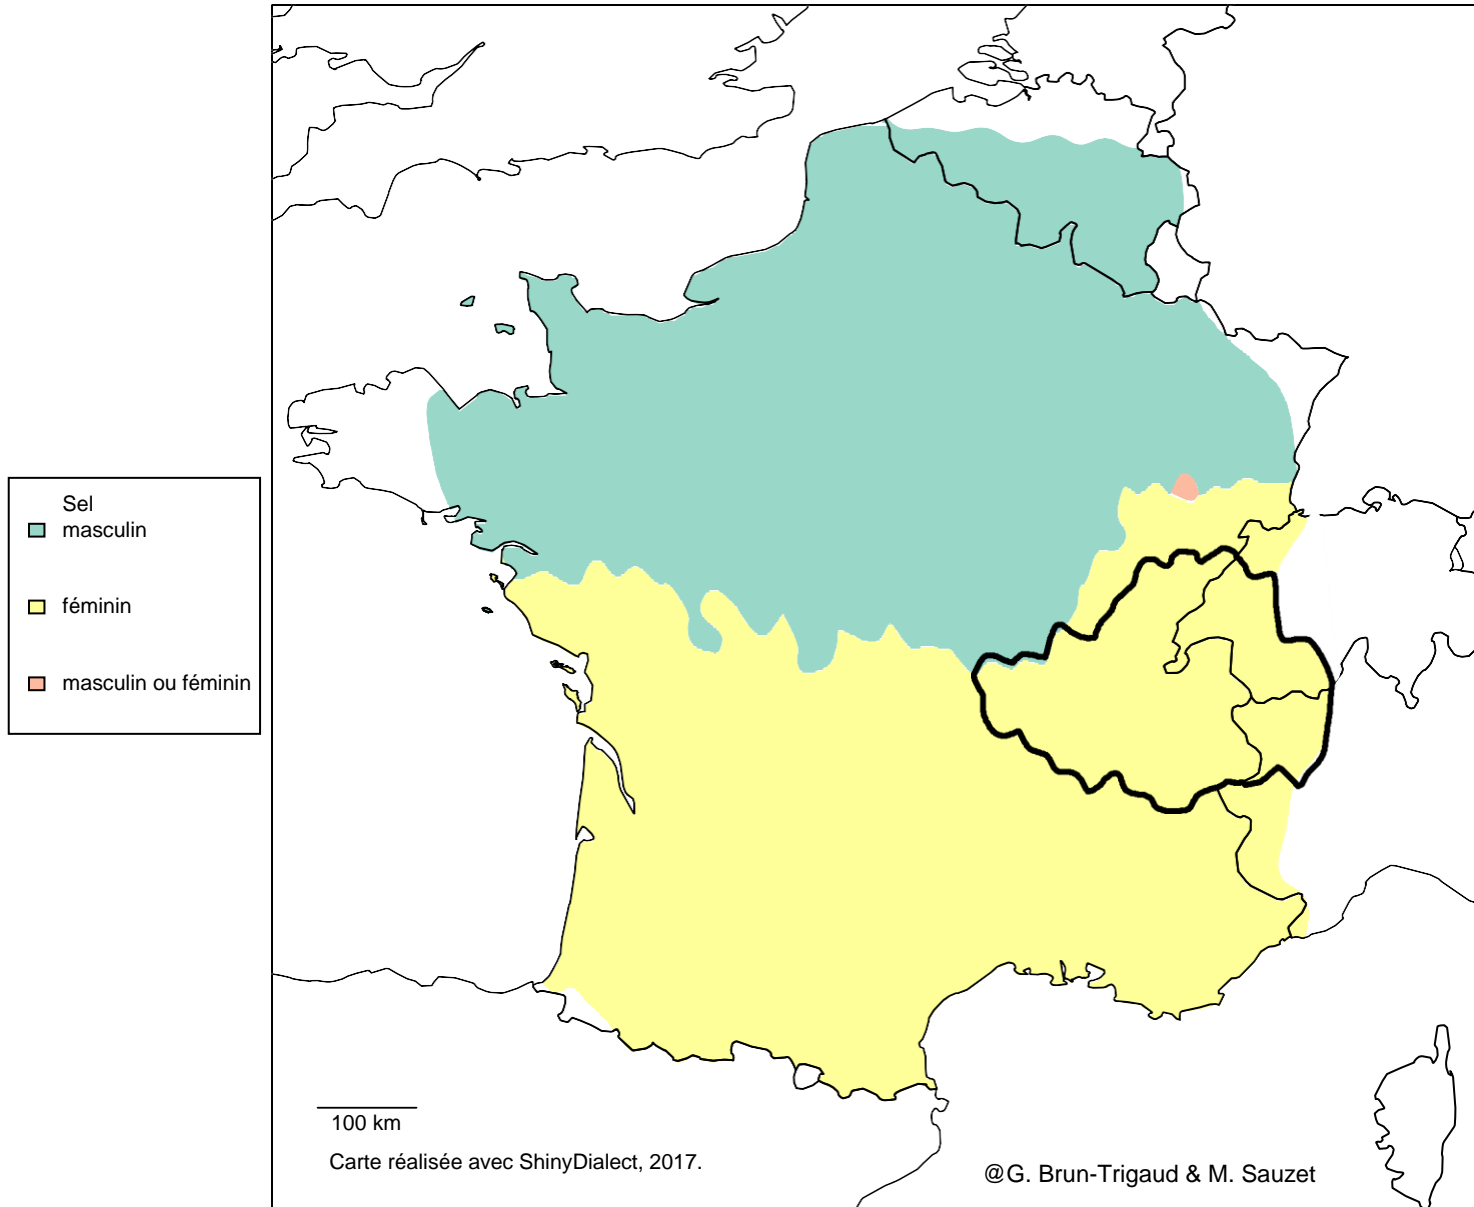 Sel
masculin
féminin
masculin ou féminin
100 km
Carte réalisée avec ShinyDialect, 2017.
@G. Brun-Trigaud & M. Sauzet